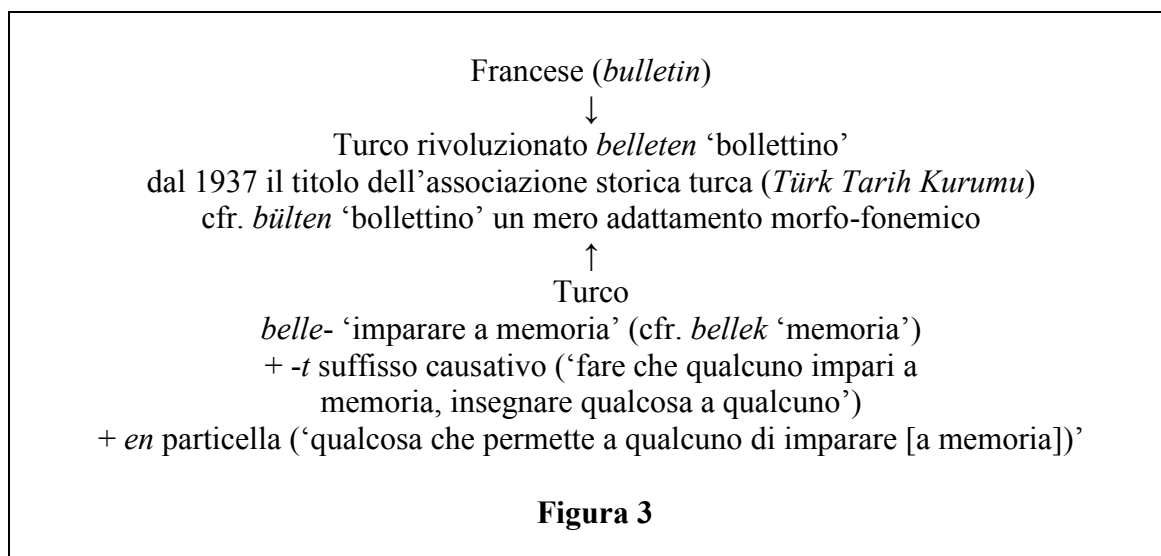 Francese (bulletin)
↓
Turco rivoluzionato belleten ‘bollettino’
dal 1937 il titolo dell’associazione storica turca (Türk Tarih Kurumu)
cfr. bülten ‘bollettino’ un mero adattamento morfo-fonemico
↑
Turco
belle- ‘imparare a memoria’ (cfr. bellek ‘memoria’)
+ -t suffisso causativo (‘fare che qualcuno impari a
memoria, insegnare qualcosa a qualcuno’)
+ en particella (‘qualcosa che permette a qualcuno di imparare [a memoria])’
Figura 3